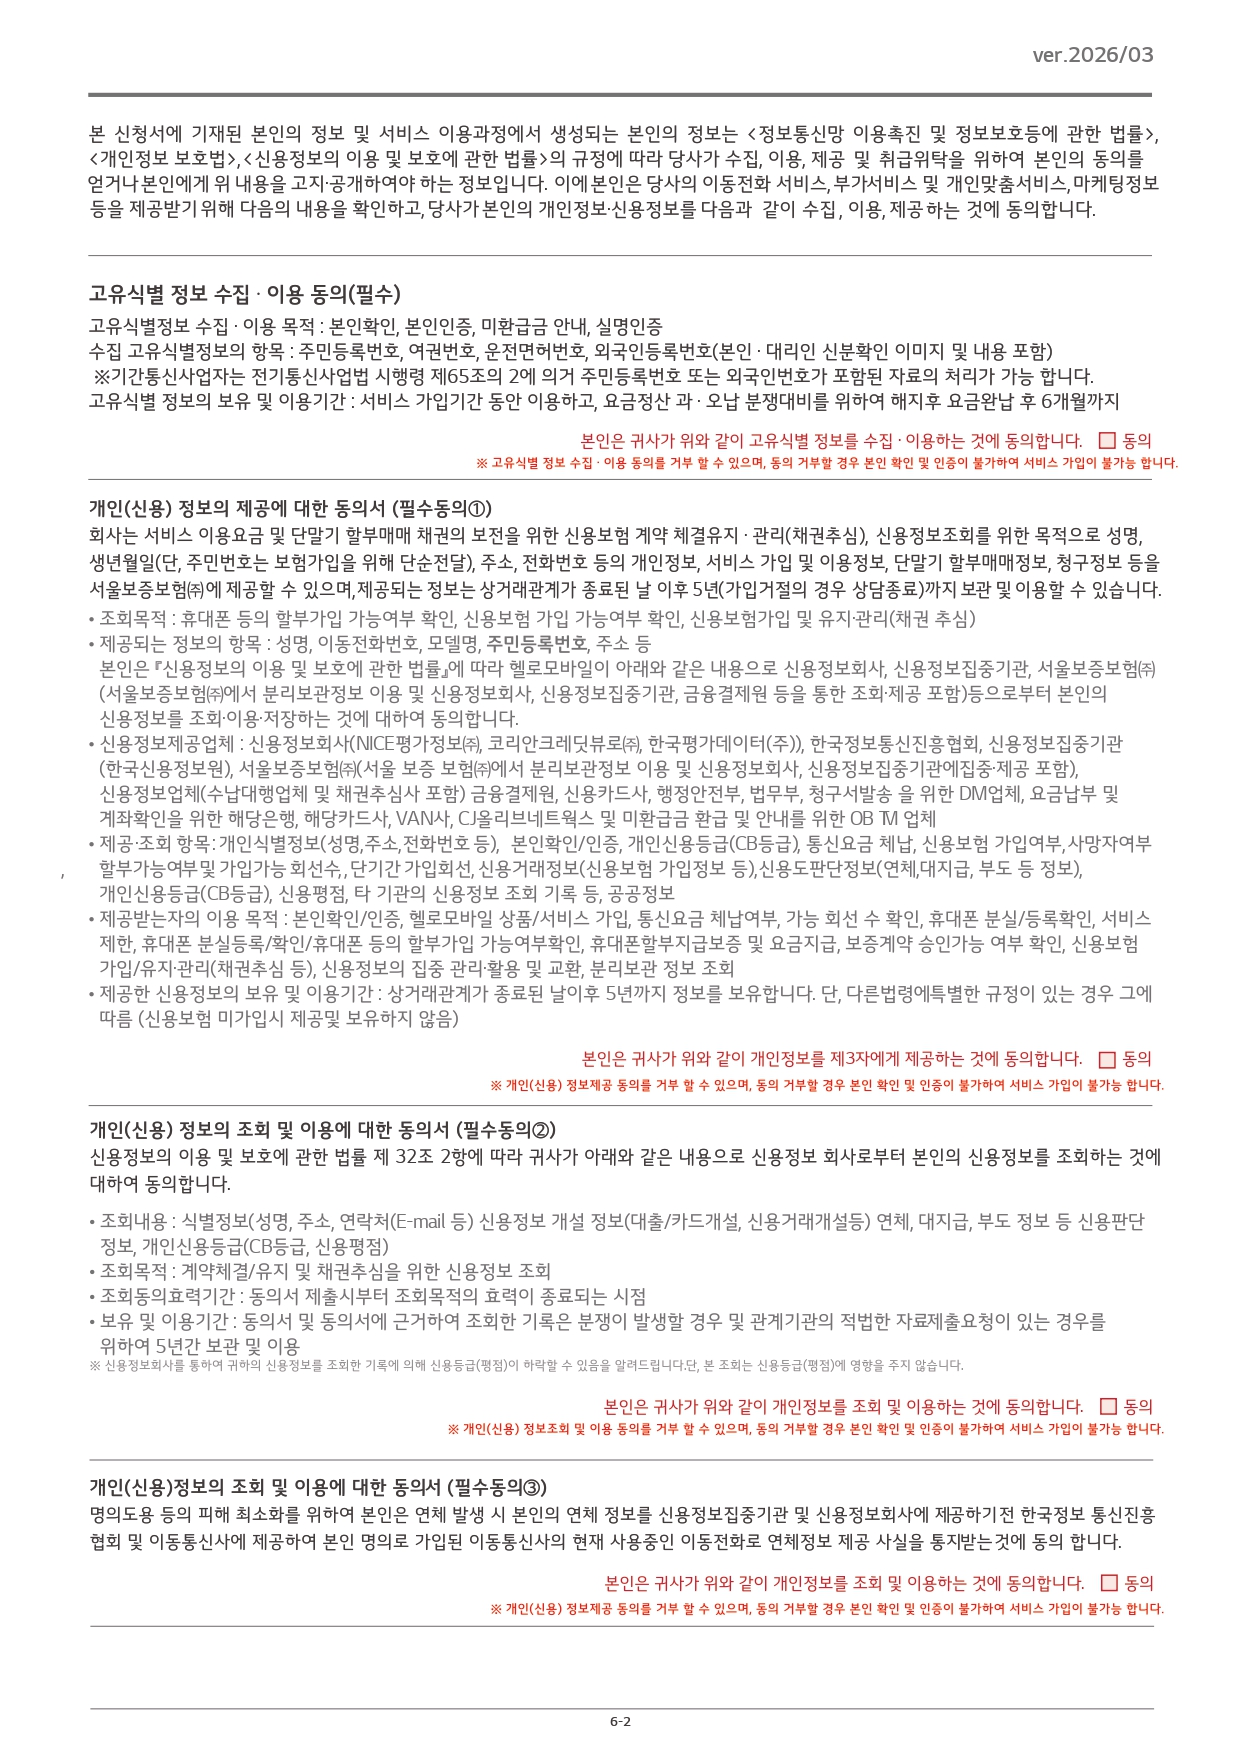 ver.2026/03
본 신청서에 기재된 본인의 정보 및 서비스 이용과정에서 생성되는 본인의 정보는 <정보통신망 이용촉진 및 정보보호등에 관한 법률>,
<개인정보 보호법>,<신용정보의 이용 및 보호에 관한 법률>의 규정에 따라 당사가 수집, 이용, 제공 및 취급위탁을 위하여 본인의 동의를
얻거나 본인에게 위 내용을 고지·공개하여야 하는 정보입니다. 이에 본인은 당사의 이동전화 서비스,부가서비스 및 개인맞춤서비스,마케팅정보
등을 제공받기 위해 다음의 내용을 확인하고, 당사가 본인의 개인정보·신용정보를 다음과 같이 수집, 이용, 제공하는 것에 동의합니다.
고유식별 정보 수집 · 이용 동의(필수)
고유식별정보 수집 · 이용 목적 : 본인확인, 본인인증, 미환급금 안내, 실명인증
수집 고유식별정보의 항목 : 주민등록번호, 여권번호, 운전면허번호, 외국인등록번호(본인 · 대리인 신분확인 이미지 및 내용 포함)
※기간통신사업자는 전기통신사업법 시행령 제65조의 2에 의거 주민등록번호 또는 외국인번호가 포함된 자료의 처리가 가능 합니다.
고유식별 정보의 보유 및 이용기간 : 서비스 가입기간 동안 이용하고, 요금정산 과 · 오납 분쟁대비를 위하여 해지후 요금완납 후 6개월까지
본인은 귀사가 위와 같이 고유식별 정보를 수집 · 이용하는 것에 동의합니다. □ 동의
※ 고유식별 정보 수집 · 이용 동의를 거부 할 수 있으며, 동의 거부할 경우 본인 확인 및 인증이 불가하여 서비스 가입이 불가능 합니다.
개인(신용) 정보의 제공에 대한 동의서 (필수동의①)
회사는 서비스 이용요금 및 단말기 할부매매 채권의 보전을 위한 신용보험 계약 체결유지 · 관리(채권추심), 신용정보조회를 위한 목적으로 성명,
생년월일(단, 주민번호는 보험가입을 위해 단순전달), 주소, 전화번호 등의 개인정보, 서비스 가입 및 이용정보, 단말기 할부매매정보, 청구정보 등을
서울보증보험㈜에 제공할 수 있으며,제공되는 정보는 상거래관계가 종료된 날 이후 5년(가입거절의 경우 상담종료)까지 보관 및 이용할 수 있습니다.
• 조회목적 : 휴대폰 등의 할부가입 가능여부 확인, 신용보험 가입 가능여부 확인, 신용보험가입 및 유지·관리(채권 추심)
• 제공되는 정보의 항목 : 성명, 이동전화번호, 모델명, 주민등록번호, 주소 등
본인은『신용정보의 이용 및 보호에 관한 법률』에 따라 헬로모바일이 아래와 같은 내용으로 신용정보회사, 신용정보집중기관, 서울보증보험㈜
(서울보증보험㈜에서 분리보관정보 이용 및 신용정보회사, 신용정보집중기관, 금융결제원 등을 통한 조회·제공 포함)등으로부터 본인의
신용정보를 조회·이용·저장하는 것에 대하여 동의합니다.
• 신용정보제공업체 : 신용정보회사(NICE평가정보㈜, 코리안크레딧뷰로㈜, 한국평가데이터(주)), 한국정보통신진흥협회, 신용정보집중기관
(한국신용정보원), 서울보증보험㈜(서울 보증 보험㈜에서 분리보관정보 이용 및 신용정보회사, 신용정보집중기관에집중·제공 포함),
신용정보업체(수납대행업체 및 채권추심사 포함) 금융결제원, 신용카드사, 행정안전부, 법무부, 청구서발송 을 위한 DM업체, 요금납부 및
계좌확인을 위한 해당은행, 해당카드사, VAN사, CJ올리브네트웍스 및 미환급금 환급 및 안내를 위한 OB TM 업체
• 제공·조회 항목:개인식별정보(성명,주소,전화번호 등), 본인확인/인증, 개인신용등급(CB등급), 통신요금 체납, 신용보험 가입여부,사망자여부
할부가능여부및가입가능 회선수,,단기간 가입회선, 신용거래정보(신용보험 가입정보 등),신용도판단정보(연체,대지급, 부도 등 정보),
,
개인신용등급(CB등급), 신용평점, 타 기관의 신용정보 조회 기록 등, 공공정보
• 제공받는자의 이용 목적 : 본인확인/인증, 헬로모바일 상품/서비스 가입, 통신요금 체납여부, 가능 회선 수 확인, 휴대폰 분실/등록확인, 서비스
제한, 휴대폰 분실등록/확인/휴대폰 등의 할부가입 가능여부확인, 휴대폰할부지급보증 및 요금지급, 보증계약 승인가능 여부 확인, 신용보험
가입/유지·관리(채권추심 등), 신용정보의 집중 관리·활용 및 교환, 분리보관 정보 조회
• 제공한 신용정보의 보유 및 이용기간 : 상거래관계가 종료된 날이후 5년까지 정보를 보유합니다. 단, 다른법령에특별한 규정이 있는 경우 그에
따름 (신용보험 미가입시 제공및 보유하지 않음)
본인은 귀사가 위와 같이 개인정보를 제3자에게 제공하는 것에 동의합니다. □ 동의
※ 개인(신용) 정보제공 동의를 거부 할 수 있으며, 동의 거부할 경우 본인 확인 및 인증이 불가하여 서비스 가입이 불가능 합니다.
개인(신용) 정보의 조회 및 이용에 대한 동의서 (필수동의②)
신용정보의 이용 및 보호에 관한 법률 제 32조 2항에 따라 귀사가 아래와 같은 내용으로 신용정보 회사로부터 본인의 신용정보를 조회하는 것에
대하여 동의합니다.
• 조회내용 : 식별정보(성명, 주소, 연락처(E-mail 등) 신용정보 개설 정보(대출/카드개설, 신용거래개설등) 연체, 대지급, 부도 정보 등 신용판단
정보, 개인신용등급(CB등급, 신용평점)
• 조회목적 : 계약체결/유지 및 채권추심을 위한 신용정보 조회
• 조회동의효력기간 : 동의서 제출시부터 조회목적의 효력이 종료되는 시점
• 보유 및 이용기간 : 동의서 및 동의서에 근거하여 조회한 기록은 분쟁이 발생할 경우 및 관계기관의 적법한 자료제출요청이 있는 경우를
위하여 5년간 보관 및 이용
※ 신용정보회사를 통하여 귀하의 신용정보를 조회한 기록에 의해 신용등급(평점)이 하락할 수 있음을 알려드립니다.단, 본 조회는 신용등급(평점)에 영향을 주지 않습니다.
본인은 귀사가 위와 같이 개인정보를 조회 및 이용하는 것에 동의합니다. □ 동의
※ 개인(신용) 정보조회 및 이용 동의를 거부 할 수 있으며, 동의 거부할 경우 본인 확인 및 인증이 불가하여 서비스 가입이 불가능 합니다.
개인(신용)정보의 조회 및 이용에 대한 동의서 (필수동의③)
명의도용 등의 피해 최소화를 위하여 본인은 연체 발생 시 본인의 연체 정보를 신용정보집중기관 및 신용정보회사에 제공하기전 한국정보 통신진흥
협회 및 이동통신사에 제공하여 본인 명의로 가입된 이동통신사의 현재 사용중인 이동전화로 연체정보 제공 사실을 통지받는것에 동의 합니다.
본인은 귀사가 위와 같이 개인정보를 조회 및 이용하는 것에 동의합니다. □ 동의
※ 개인(신용) 정보제공 동의를 거부 할 수 있으며, 동의 거부할 경우 본인 확인 및 인증이 불가하여 서비스 가입이 불가능 합니다.
6-2